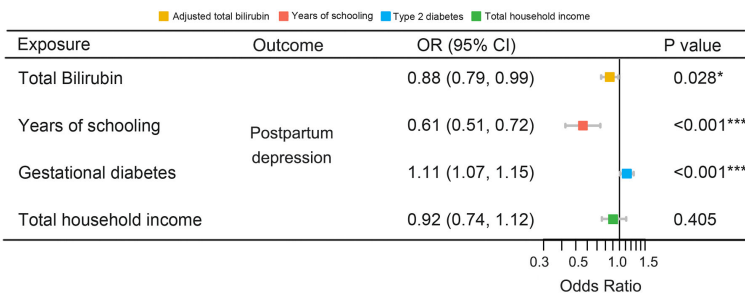 Adjusted total bilirubin Years of schooling Type 2 diabetes Total household income
Exposure Outcome OR (95% CI) P value
Total Bilirubin 0.88 (0.79, 0.99) 0.028*
Years of schooling 0.61 (0.51, 0.72) <0.001***
Postpartum
depression
Gestational diabetes 1.11 (1.07, 1.15) <0.001***
Total household income 0.92 (0.74, 1.12) 0.405
0.3 0.5 1.0 1.5
Odds Ratio